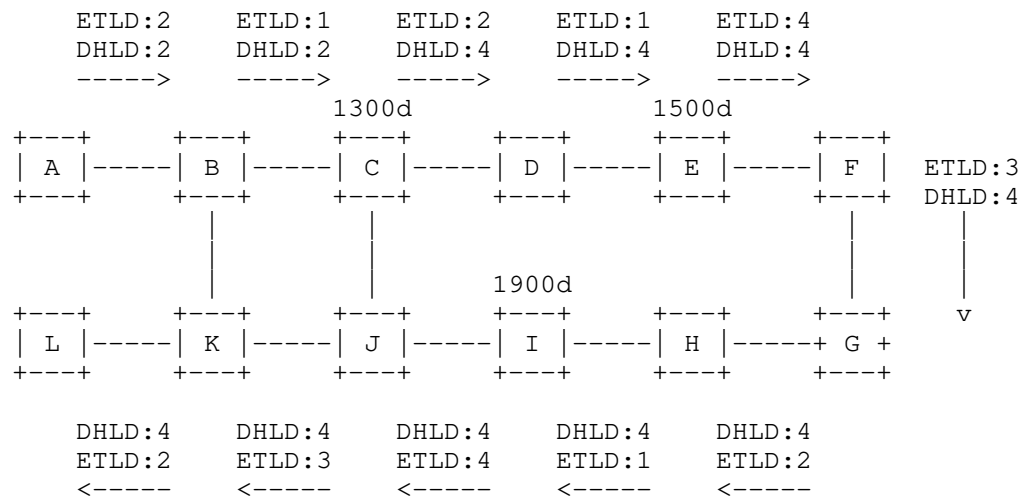 ETLD:2 ETLD:1 ETLD:2 ETLD:1 ETLD:4
DHLD:2 DHLD:2 DHLD:4 DHLD:4 DHLD:4
-----> -----> -----> -----> ----->
1300d 1500d
A B C D E F ETLD:3
DHLD:4
1900d
v
L K J I H G
DHLD:4 DHLD:4 DHLD:4 DHLD:4 DHLD:4
ETLD:2 ETLD:3 ETLD:4 ETLD:1 ETLD:2
<----- <----- <----- <----- <-----